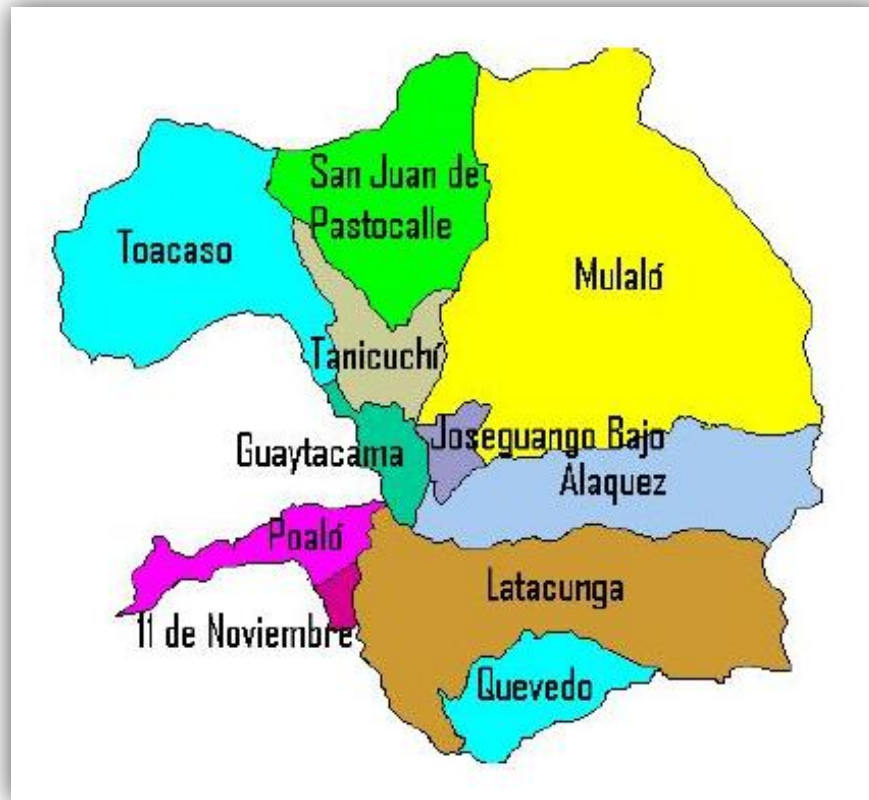 San Juan de
Pastocalle
Toacaso
Mulaló
Tanicuchí
Joseguango Bajo
Guaytacama
Alaquez
Poaló
Latacunga
11 de Noviembre
Quevedo